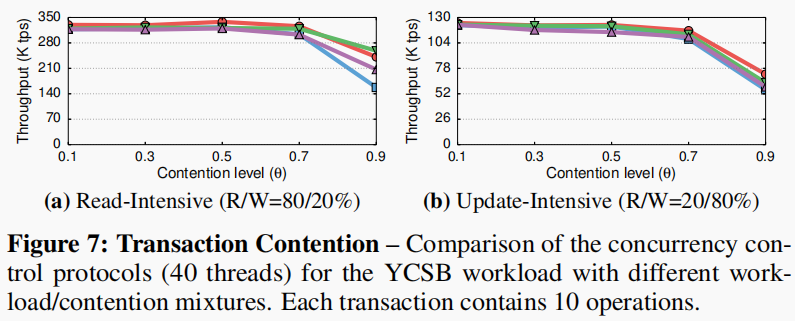 350
280
210
140
70
0
Throughput (K tps)
0.1 0.3 0.5 0.7 0.9
Contention level (θ)
(a) Read-Intensive (R/W=80/20%)
130
104
78
52
26
0
Throughput (K tps)
0.1 0.3 0.5 0.7 0.9
Contention level (θ)
(b) Update-Intensive (R/W=20/80%)
Figure 7: Transaction Contention – Comparison of the concurrency con-
trol protocols (40 threads) for the YCSB workload with different work-
load/contention mixtures. Each transaction contains 10 operations.